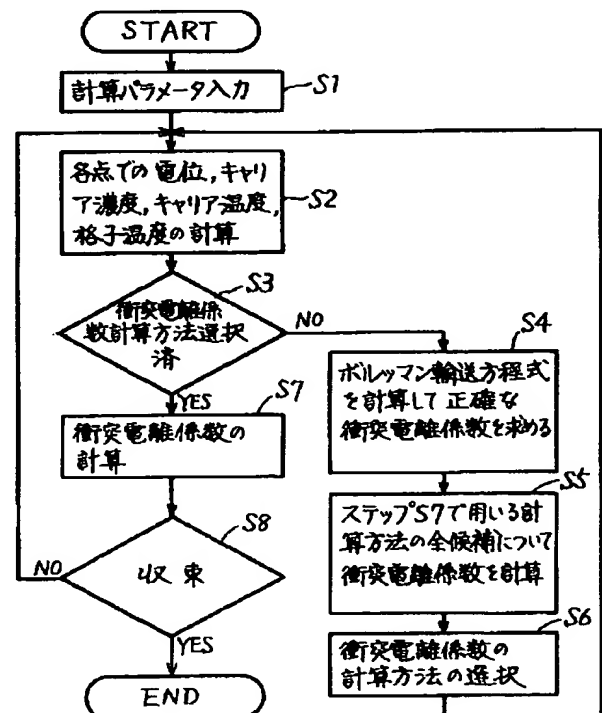 START
計算パラメータ入力
S1
各点での電位,キャリ
ア濃度,キャリア温度,
格子温度の計算
S2
S3
衝突電離係
数計算方法選択
済
NO
YES
S4
ボルツマン輸送方程式
を計算して正確な
衝突電離係数を求める
S7
衝突電離係数の
計算
S5
ステップS7で用いる計
算方法の全候補について
衝突電離係数を計算
S8
収束
NO
YES
S6
衝突電離係数の
計算方法の選択
END